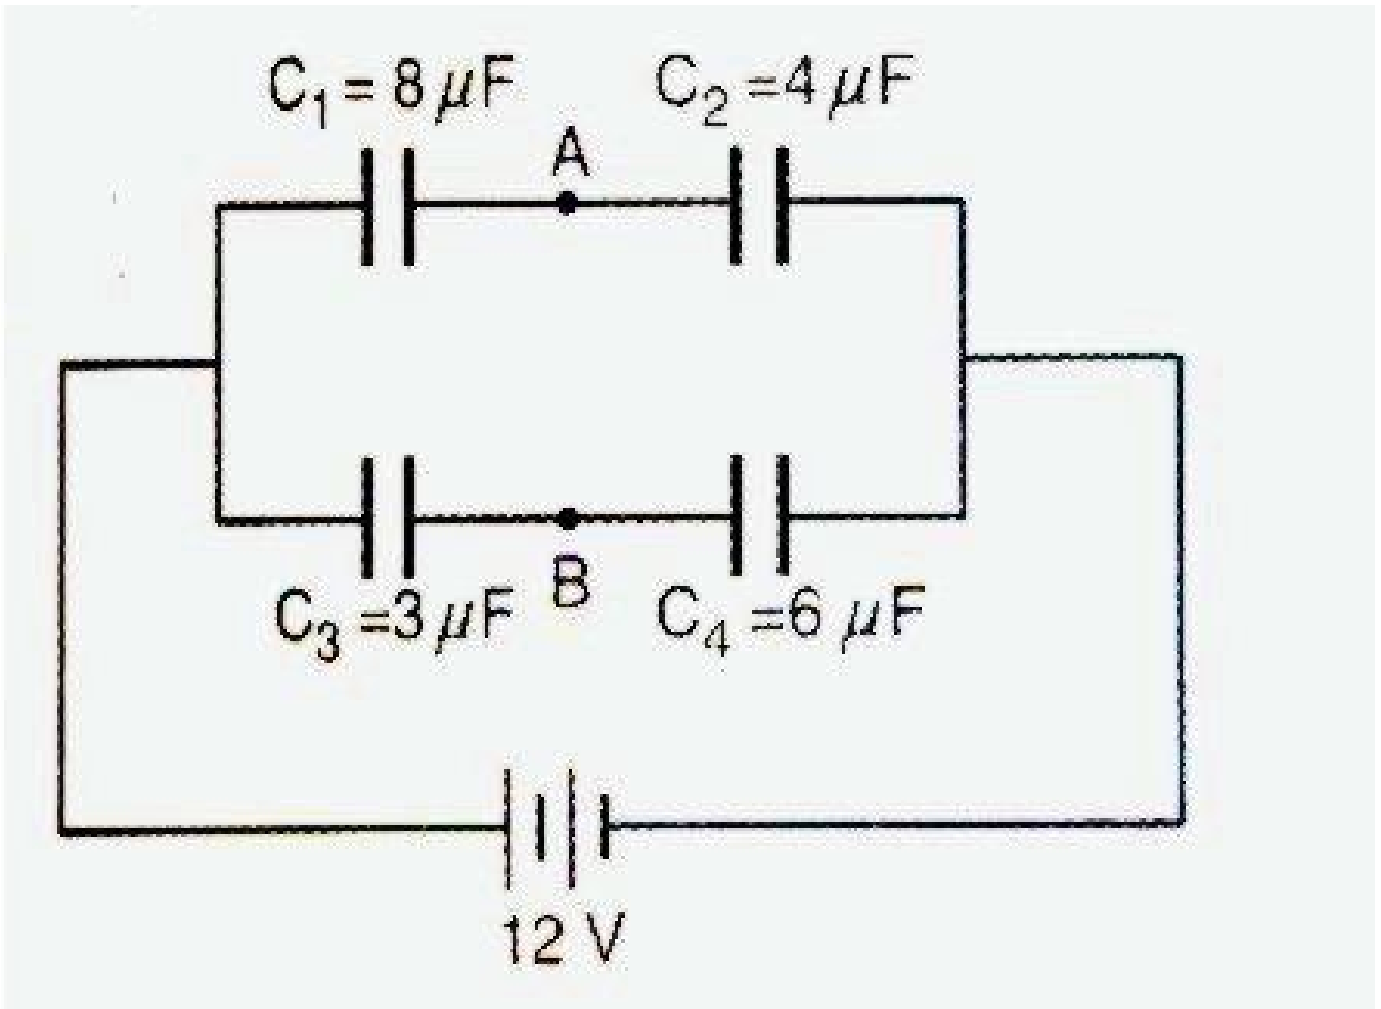 C₁ = 8 μF
C₂ = 4 μF
A
B
C₃ = 3 μF
C₄ = 6 μF
12 V